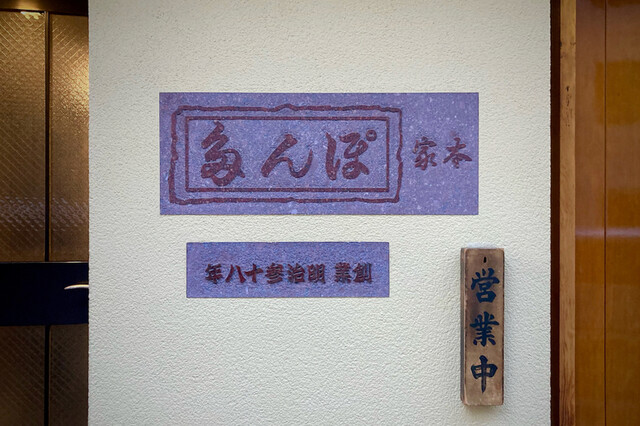 本家 ぽん多
創業 明治参十八年
営業中